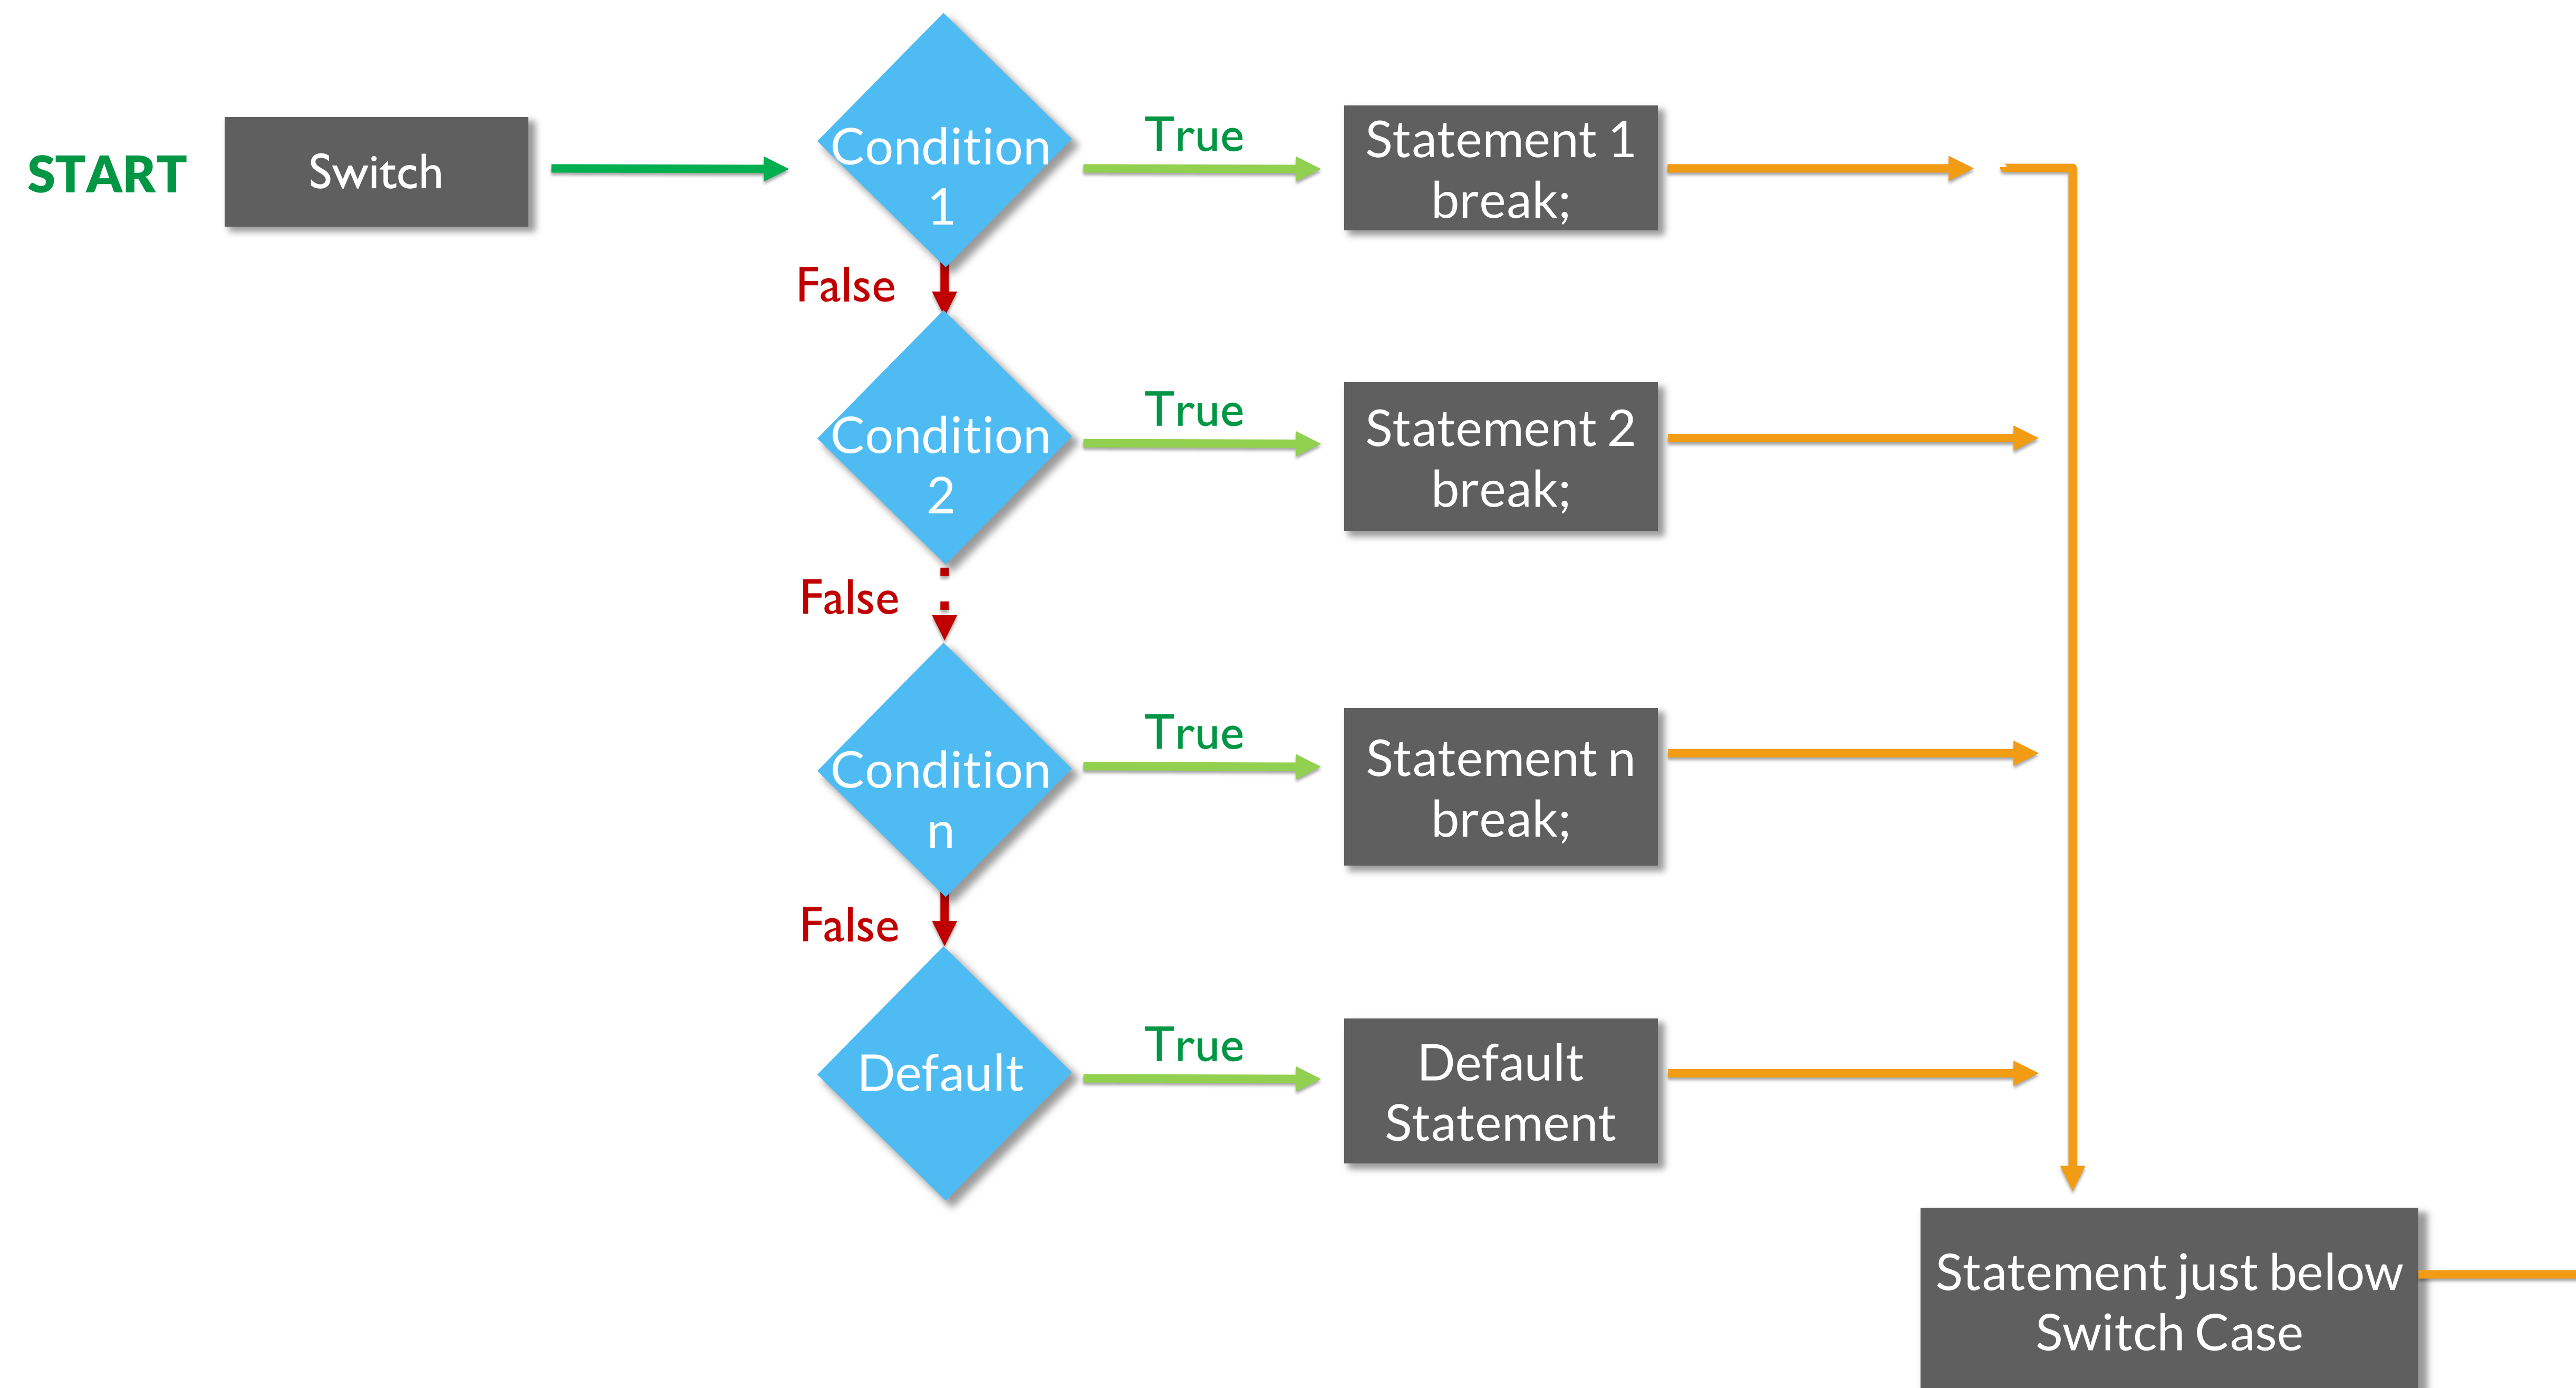 START
Switch
Condition
1
True
Statement 1
break;
False
Condition
2
True
Statement 2
break;
False
Condition
n
True
Statement n
break;
False
Default
True
Default
Statement
Statement just below
Switch Case